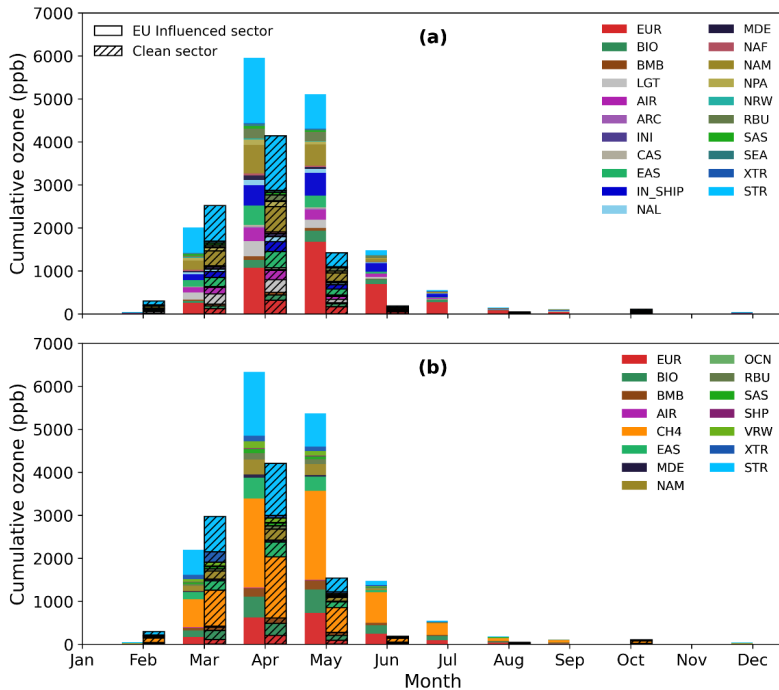 (a)
EU Influenced sector
Clean sector
EUR
BIO
BMB
LGT
AIR
ARC
INI
CAS
EAS
IN_SHIP
NAL
MDE
NAF
NAM
NPA
NRW
RBU
SAS
SEA
XTR
STR
Cumulative ozone (ppb)
7000
6000
5000
4000
3000
2000
1000
0
(b)
EUR
BIO
BMB
AIR
CH4
EAS
MDE
NAM
OCN
RBU
SAS
SHP
VRW
XTR
STR
Cumulative ozone (ppb)
7000
6000
5000
4000
3000
2000
1000
0
Jan Feb Mar Apr May Jun Jul Aug Sep Oct Nov Dec
Month